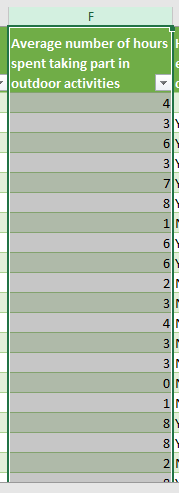 F
Average number of hours
spent taking part in
outdoor activities
4
3 Y
6 Y
3 Y
7 Y
8 Y
1 N
6 Y
6 Y
2 N
3 N
4 N
3 N
3 N
0 N
1 N
8 Y
8 Y
2 N